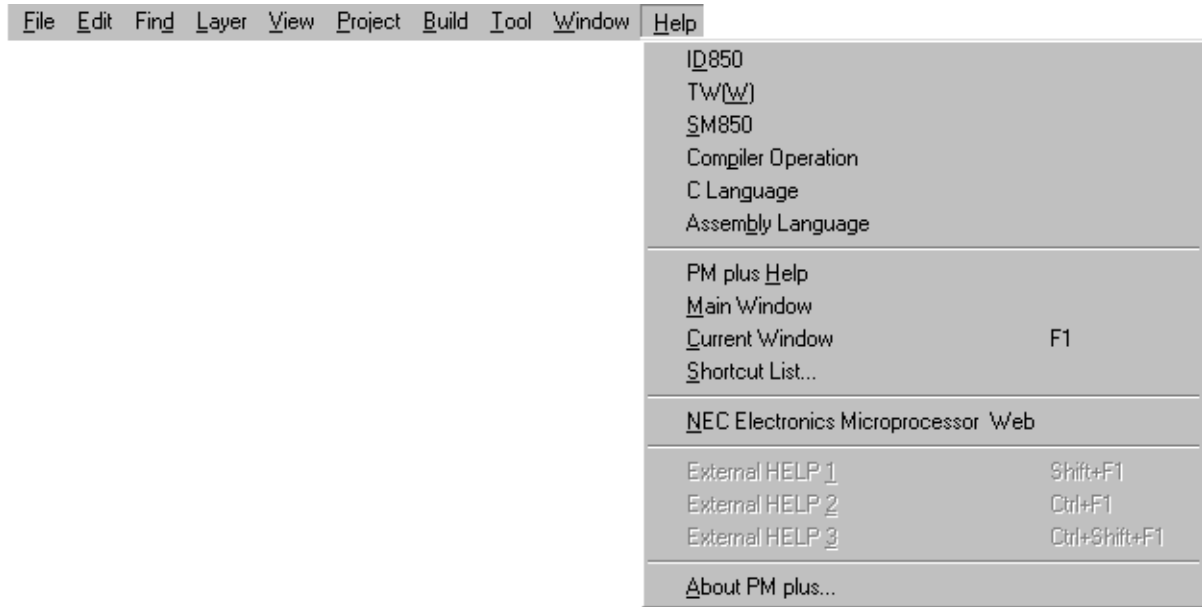 File Edit Find Layer View Project Build Tool Window Help
ID850
TW(W)
SM850
Compiler Operation
C Language
Assembly Language
PM plus Help
Main Window
Current Window F1
Shortcut List...
NEC Electronics Microprocessor Web
External HELP 1 Shift+F1
External HELP 2 Ctrl+F1
External HELP 3 Ctrl+Shift+F1
About PM plus...